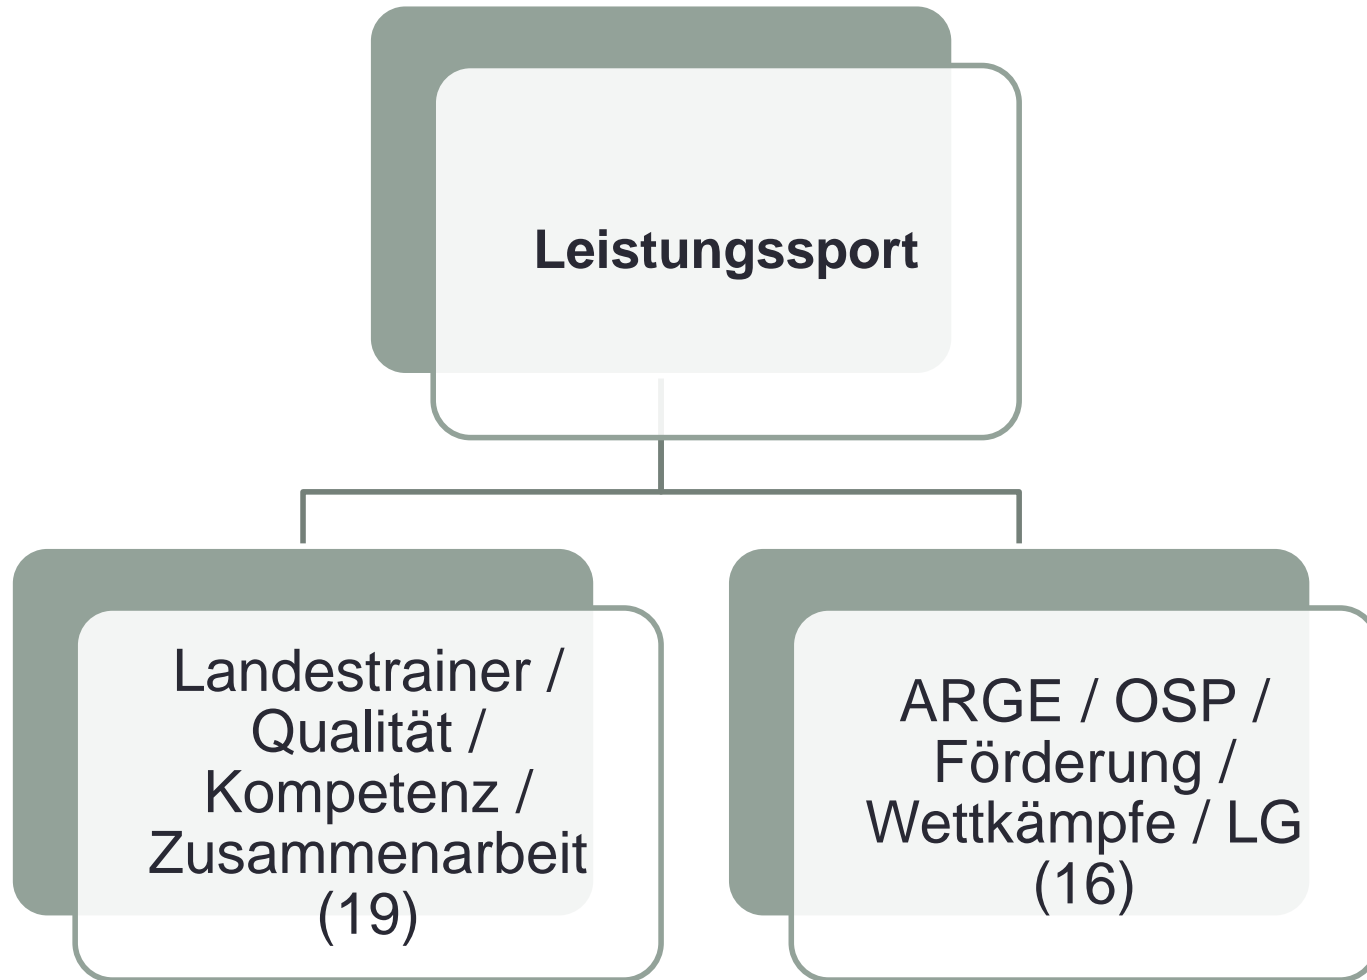 Leistungssport
Landestrainer /
Qualität /
Kompetenz /
Zusammenarbeit
(19)
ARGE / OSP /
Förderung /
Wettkämpfe / LG
(16)